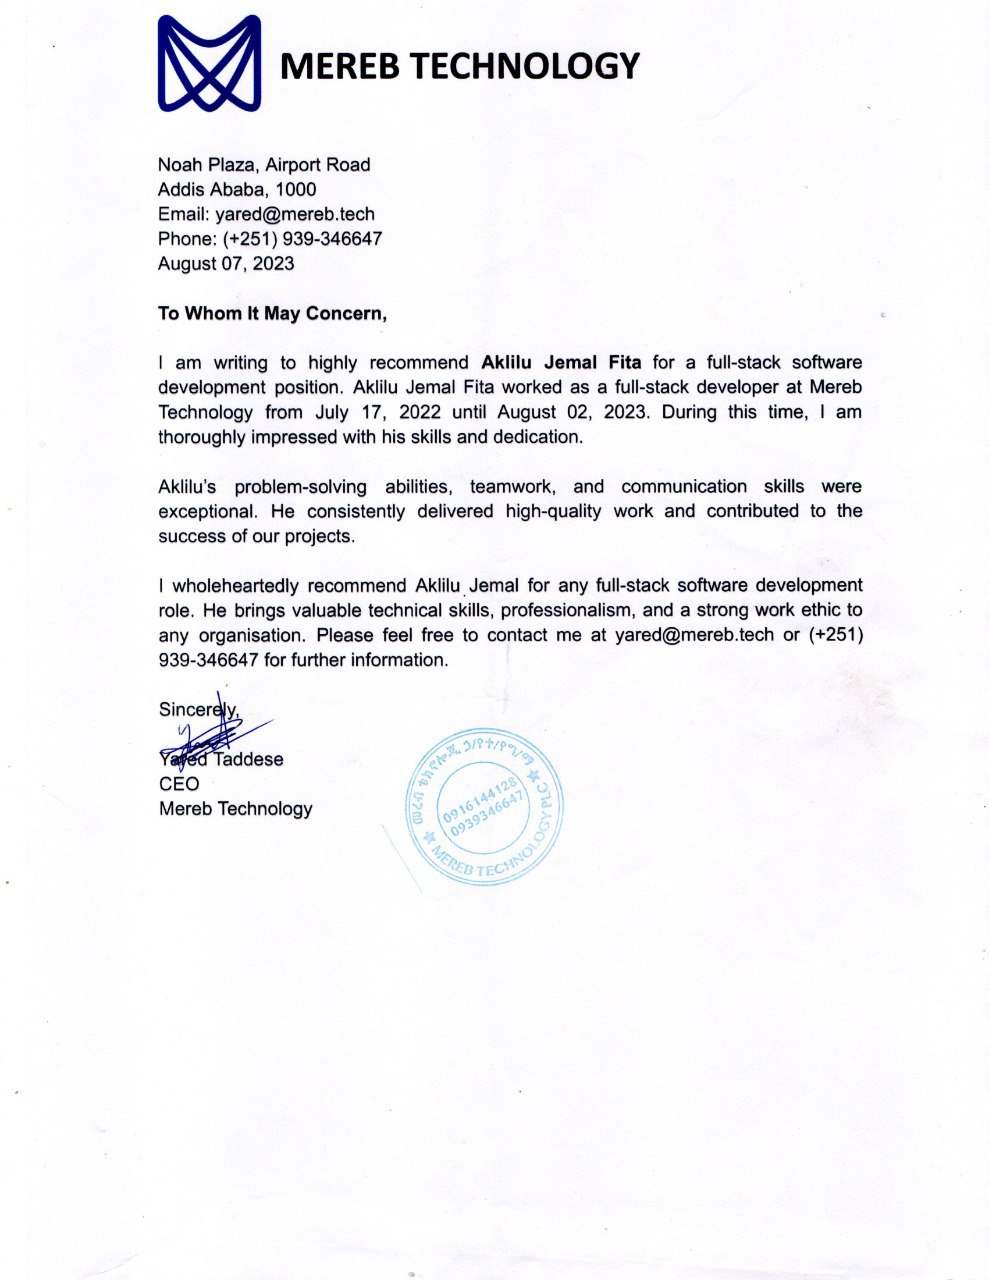 MEREB TECHNOLOGY
Noah Plaza, Airport Road
Addis Ababa, 1000
Email: yared@mereb.tech
Phone: (+251) 939-346647
August 07, 2023
To Whom It May Concern,
I am writing to highly recommend Aklilu Jemal Fita for a full-stack software
development position. Aklilu Jemal Fita worked as a full-stack developer at Mereb
Technology from July 17, 2022 until August 02, 2023. During this time, I am
thoroughly impressed with his skills and dedication.
Aklilu’s problem-solving abilities, teamwork, and communication skills were
exceptional. He consistently delivered high-quality work and contributed to the
success of our projects.
I wholeheartedly recommend Aklilu Jemal for any full-stack software development
role. He brings valuable technical skills, professionalism, and a strong work ethic to
any organisation. Please feel free to contact me at yared@mereb.tech or (+251)
939-346647 for further information.
Sincerely,
Yared Taddese
CEO
Mereb Technology
መረብ ቴክኖሎጂ ኃ/የተ/የግ/ማ
0916144128
0939346647
MEREB TECHNOLOGY PLC